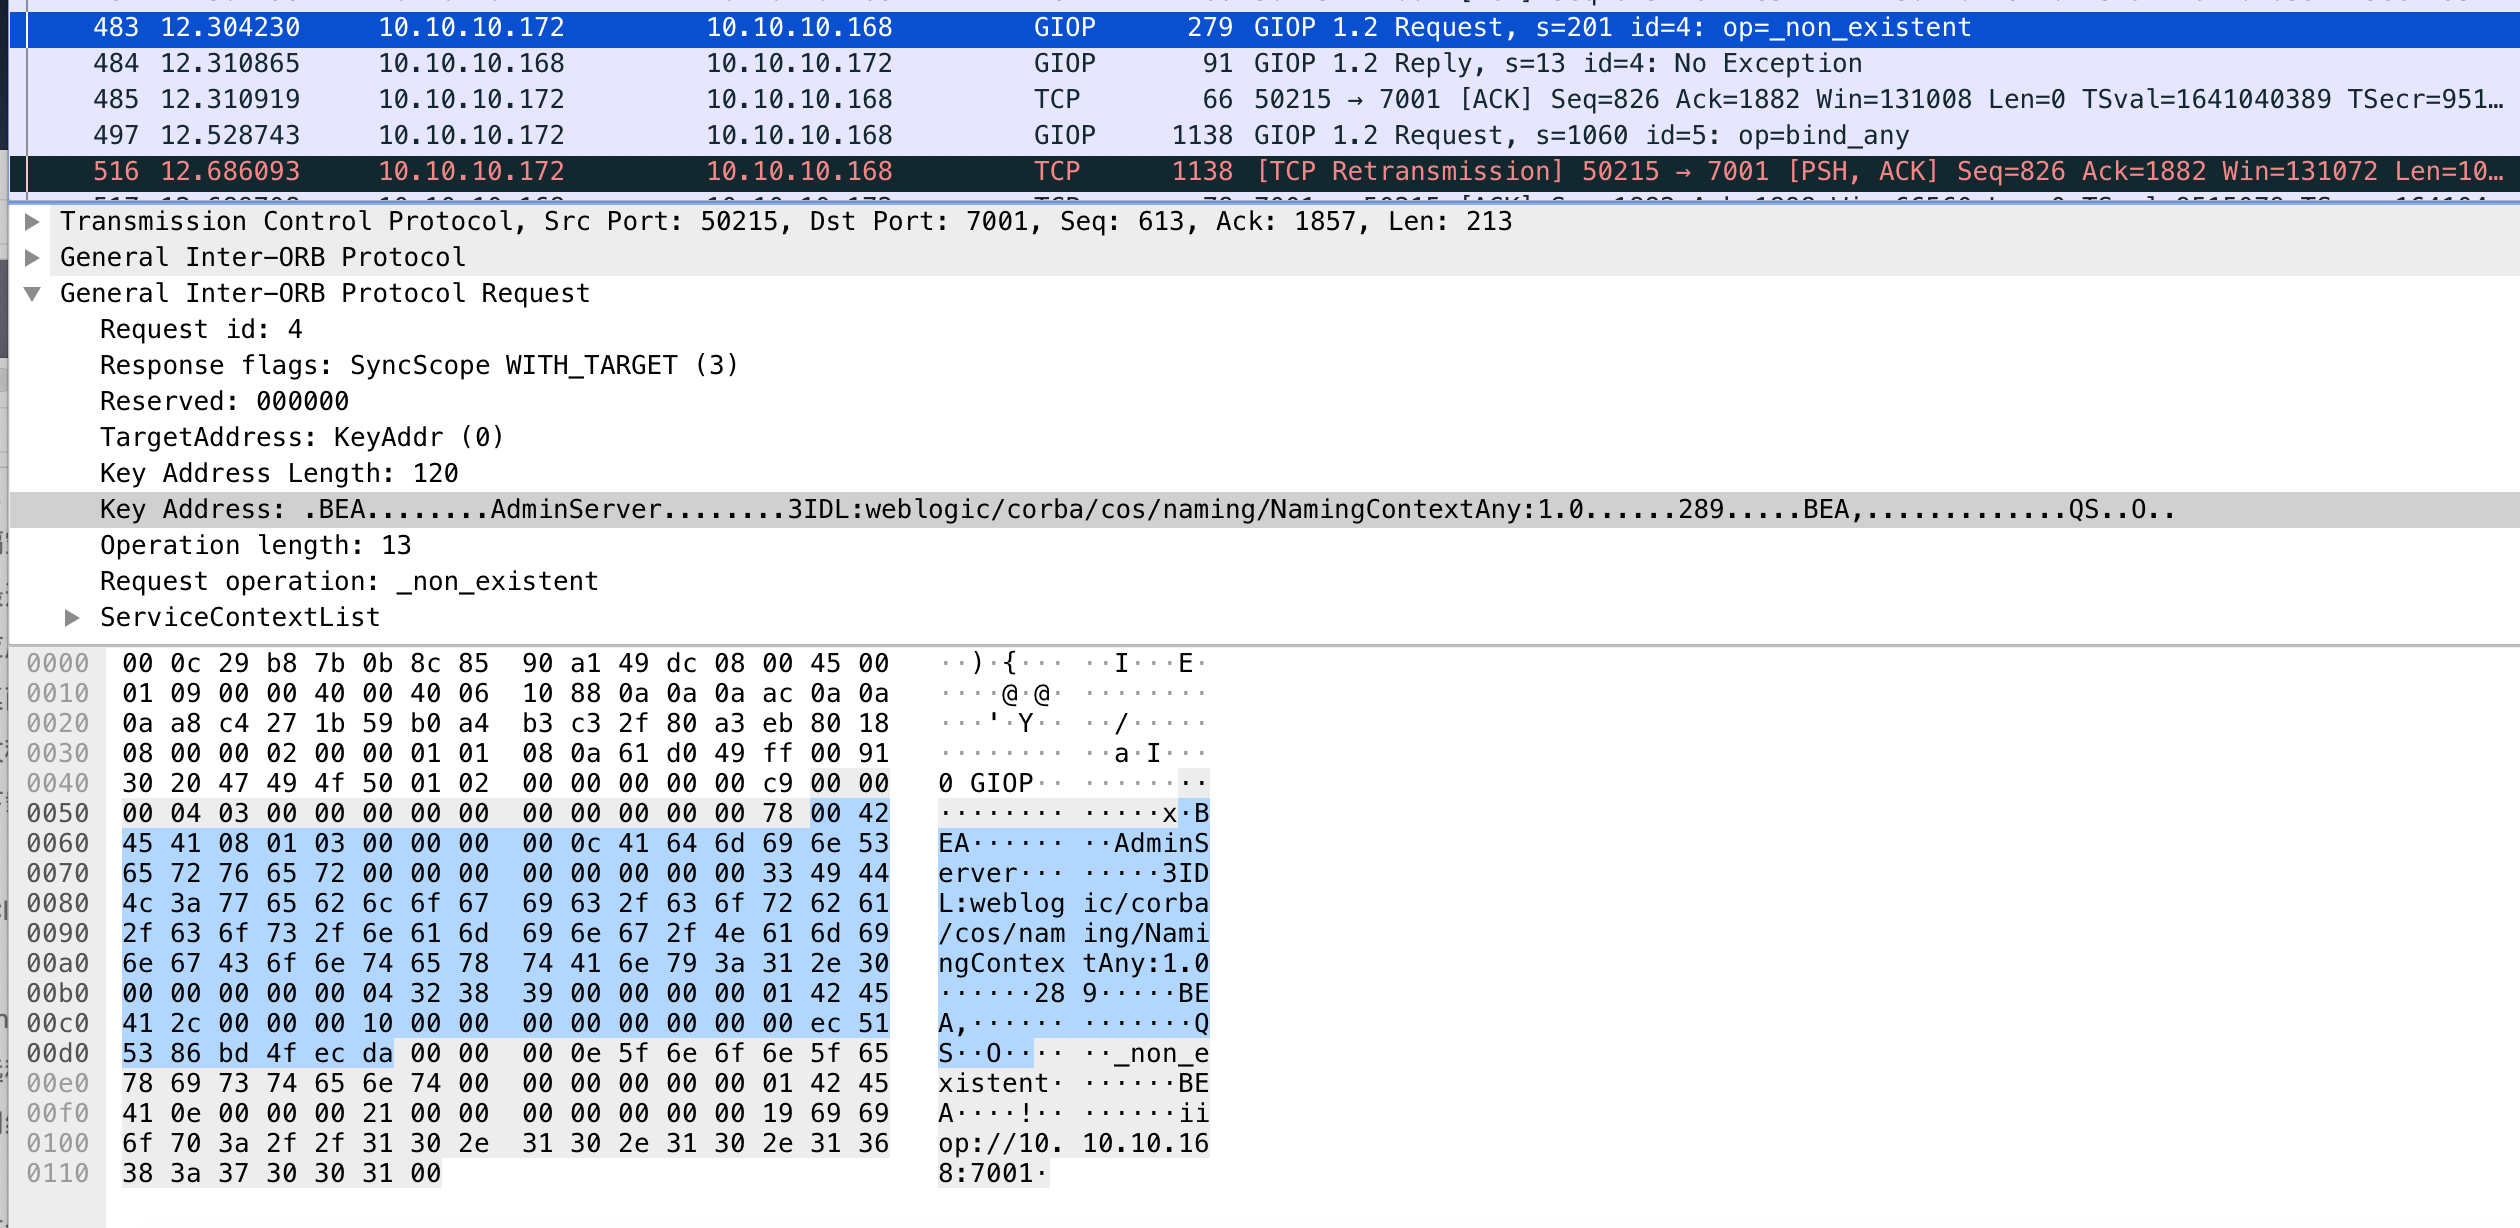 483 12.304230 10.10.10.172 10.10.10.168 GIOP 279 GIOP 1.2 Request, s=201 id=4: op=_non_existent
484 12.310865 10.10.10.168 10.10.10.172 GIOP 91 GIOP 1.2 Reply, s=13 id=4: No Exception
485 12.310919 10.10.10.172 10.10.10.168 TCP 66 50215 → 7001 [ACK] Seq=826 Ack=1882 Win=131008 Len=0 TSval=1641040389 TSecr=951…
497 12.528743 10.10.10.172 10.10.10.168 GIOP 1138 GIOP 1.2 Request, s=1060 id=5: op=bind_any
516 12.686093 10.10.10.172 10.10.10.168 TCP 1138 [TCP Retransmission] 50215 → 7001 [PSH, ACK] Seq=826 Ack=1882 Win=131072 Len=10…
Transmission Control Protocol, Src Port: 50215, Dst Port: 7001, Seq: 613, Ack: 1857, Len: 213
General Inter-ORB Protocol
General Inter-ORB Protocol Request
Request id: 4
Response flags: SyncScope WITH_TARGET (3)
Reserved: 000000
TargetAddress: KeyAddr (0)
Key Address Length: 120
Key Address: .BEA........AdminServer........3IDL:weblogic/corba/cos/naming/NamingContextAny:1.0......289.....BEA,.............QS..O..
Operation length: 13
Request operation: _non_existent
ServiceContextList
0000 00 0c 29 b8 7b 0b 8c 85 90 a1 49 dc 08 00 45 00 ··)·{··· ··I···E·
0010 01 09 00 00 40 00 40 06 10 88 0a 0a 0a ac 0a 0a ····@·@· ········
0020 0a a8 c4 27 1b 59 b0 a4 b3 c3 2f 80 a3 eb 80 18 ···'·Y·· ··/·····
0030 08 00 00 02 00 00 01 01 08 0a 61 d0 49 ff 00 91 ········ ··a·I···
0040 30 20 47 49 4f 50 01 02 00 00 00 00 00 c9 00 00 0 GIOP·· ········
0050 00 04 03 00 00 00 00 00 00 00 00 00 00 78 00 42 ········ ·····x·B
0060 45 41 08 01 03 00 00 00 00 0c 41 64 6d 69 6e 53 EA······ ··AdminS
0070 65 72 76 65 72 00 00 00 00 00 00 00 00 33 49 44 erver··· ·····3ID
0080 4c 3a 77 65 62 6c 6f 67 69 63 2f 63 6f 72 62 61 L:weblog ic/corba
0090 2f 63 6f 73 2f 6e 61 6d 69 6e 67 2f 4e 61 6d 69 /cos/nam ing/Nami
00a0 6e 67 43 6f 6e 74 65 78 74 41 6e 79 3a 31 2e 30 ngContex tAny:1.0
00b0 00 00 00 00 00 04 32 38 39 00 00 00 00 01 42 45 ······28 9·····BE
00c0 41 2c 00 00 00 10 00 00 00 00 00 00 00 00 ec 51 A,······ ·······Q
00d0 53 86 bd 4f ec da 00 00 00 0e 5f 6e 6f 6e 5f 65 S··O···· ··_non_e
00e0 78 69 73 74 65 6e 74 00 00 00 00 00 00 01 42 45 xistent· ······BE
00f0 41 0e 00 00 00 21 00 00 00 00 00 00 00 19 69 69 A····!·· ······ii
0100 6f 70 3a 2f 2f 31 30 2e 31 30 2e 31 30 2e 31 36 op://10. 10.10.16
0110 38 3a 37 30 30 31 00 8:7001·